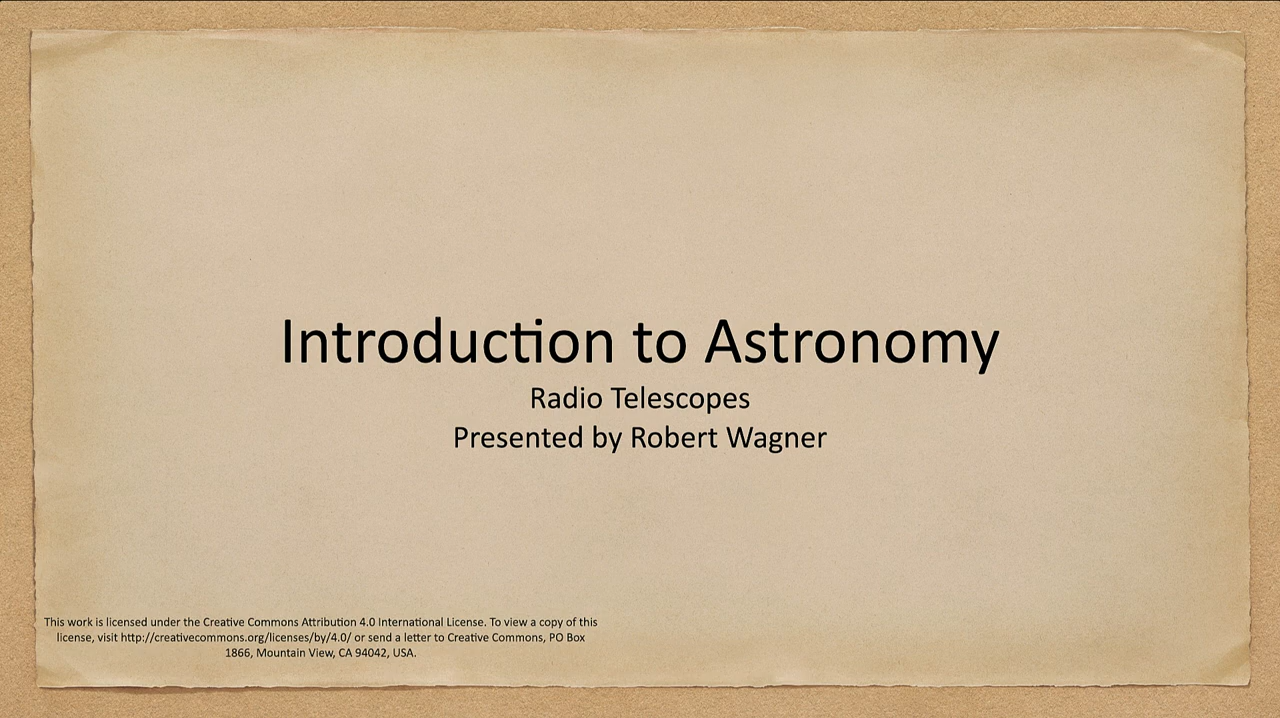 Introduction to Astronomy
Radio Telescopes
Presented by Robert Wagner
This work is licensed under the Creative Commons Attribution 4.0 International License. To view a copy of this
license, visit http://creativecommons.org/licenses/by/4.0/ or send a letter to Creative Commons, PO Box
1866, Mountain View, CA 94042, USA.